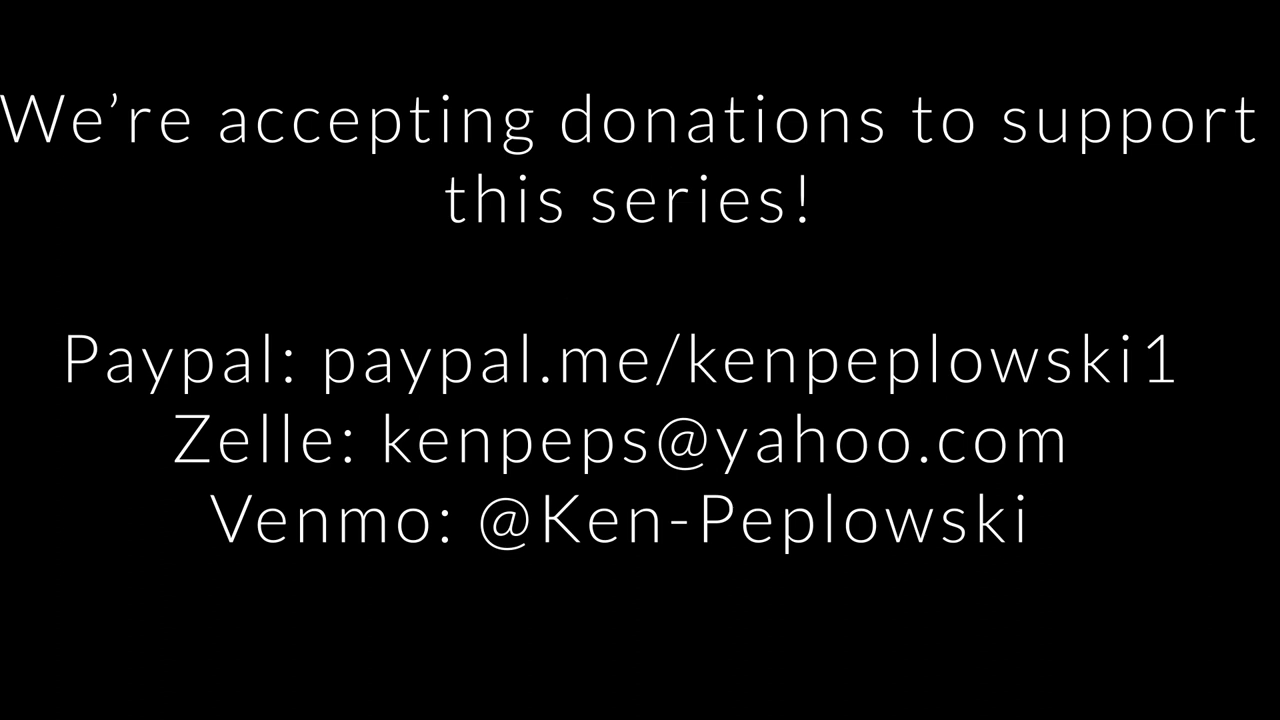 We’re accepting donations to support
this series!
Paypal: paypal.me/kenpeplowski1
Zelle: kenpeps@yahoo.com
Venmo: @Ken-Peplowski